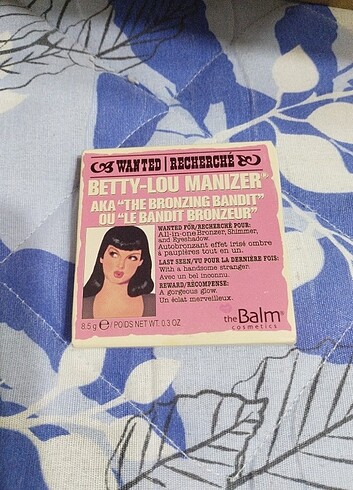 WANTED | RECHERCHÉ
BETTY-LOU MANIZER®
AKA "THE BRONZING BANDIT"
OU "LE BANDIT BRONZEUR"
WANTED FOR/RECHERCHÉ POUR:
All-in-one Bronzer, Shimmer,
and Eyeshadow.
Autobronzant effet irisé ombre
à paupières tout en un.
LAST SEEN/VU POUR LA DERNIÈRE FOIS:
With a handsome stranger.
Avec un bel inconnu.
REWARD/RÉCOMPENSE:
A gorgeous glow.
Un éclat merveilleux.
8.5 g ℮ / POIDS NET WT. 0.3 OZ
theBalm®
cosmetics